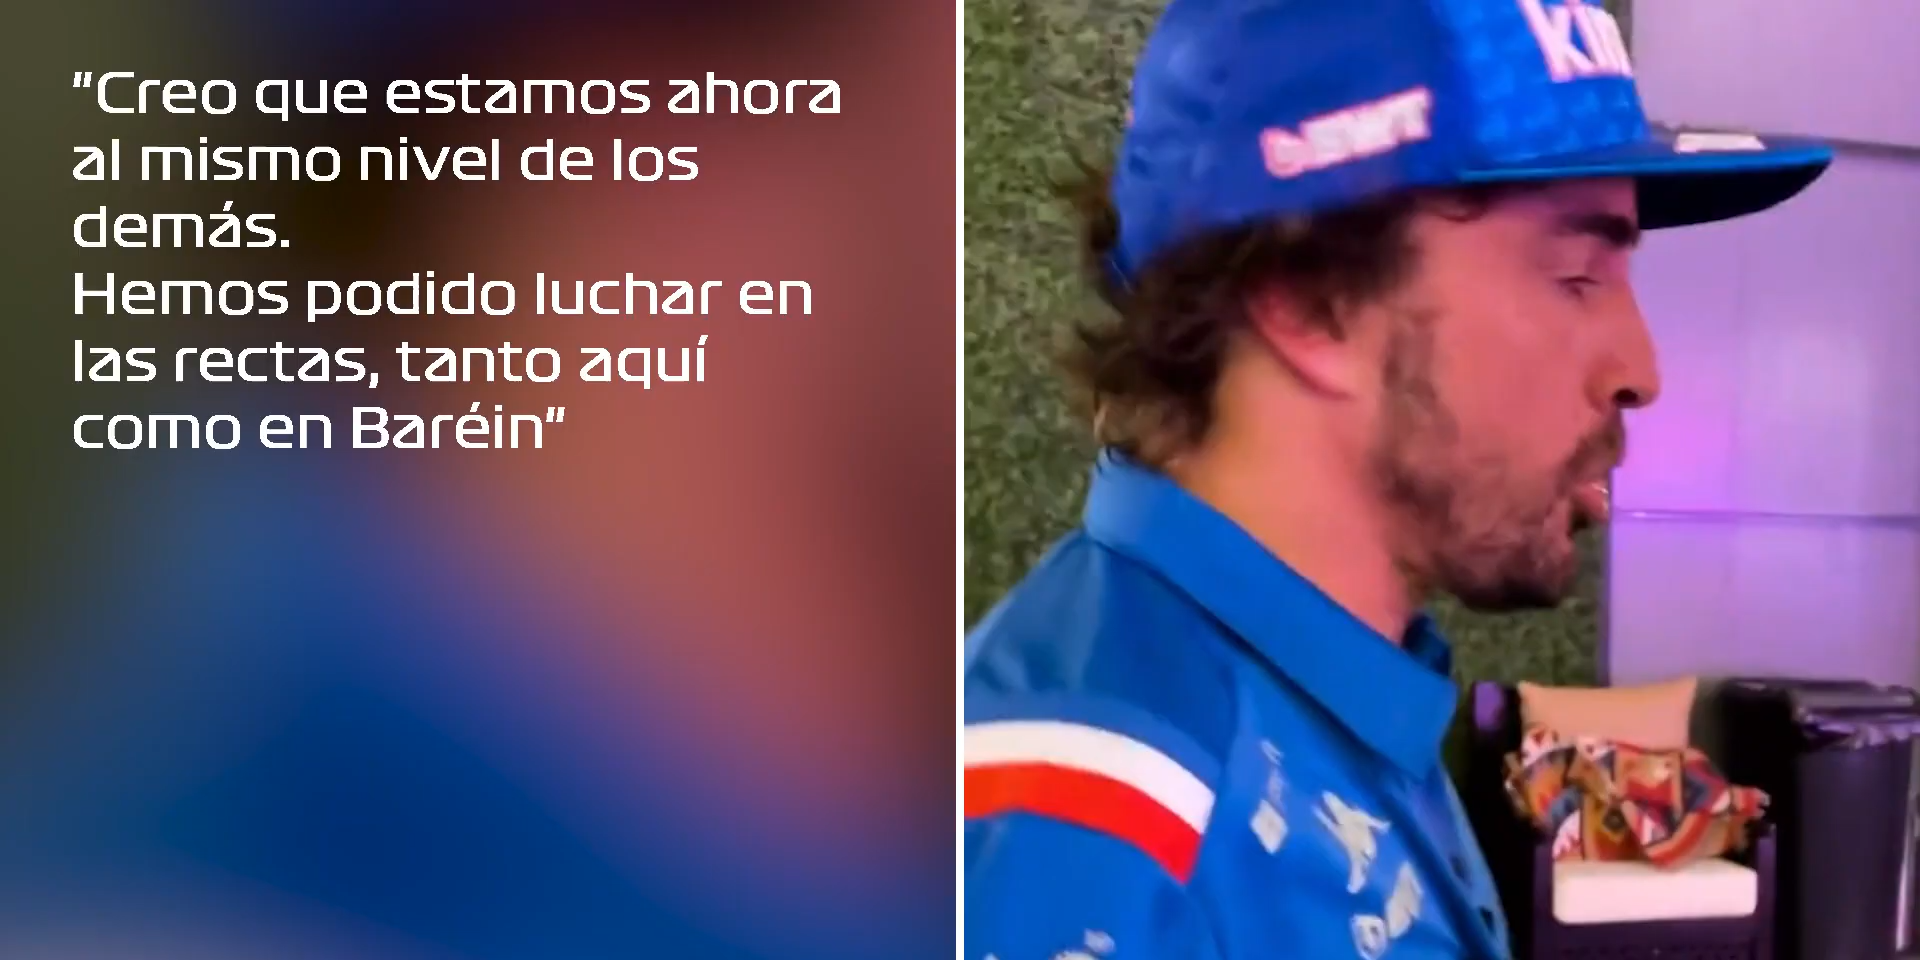 "Creo que estamos ahora
al mismo nivel de los
demás.
Hemos podido luchar en
las rectas, tanto aquí
como en Baréin"